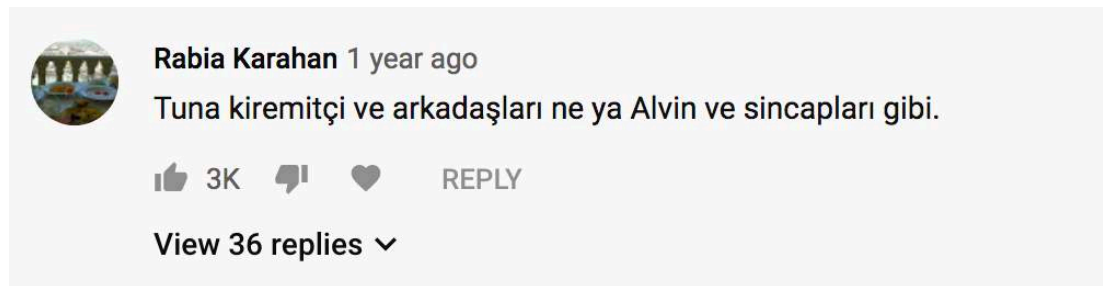 Rabia Karahan 1 year ago
Tuna kiremitçi ve arkadaşları ne ya Alvin ve sincapları gibi.
3K REPLY
View 36 replies